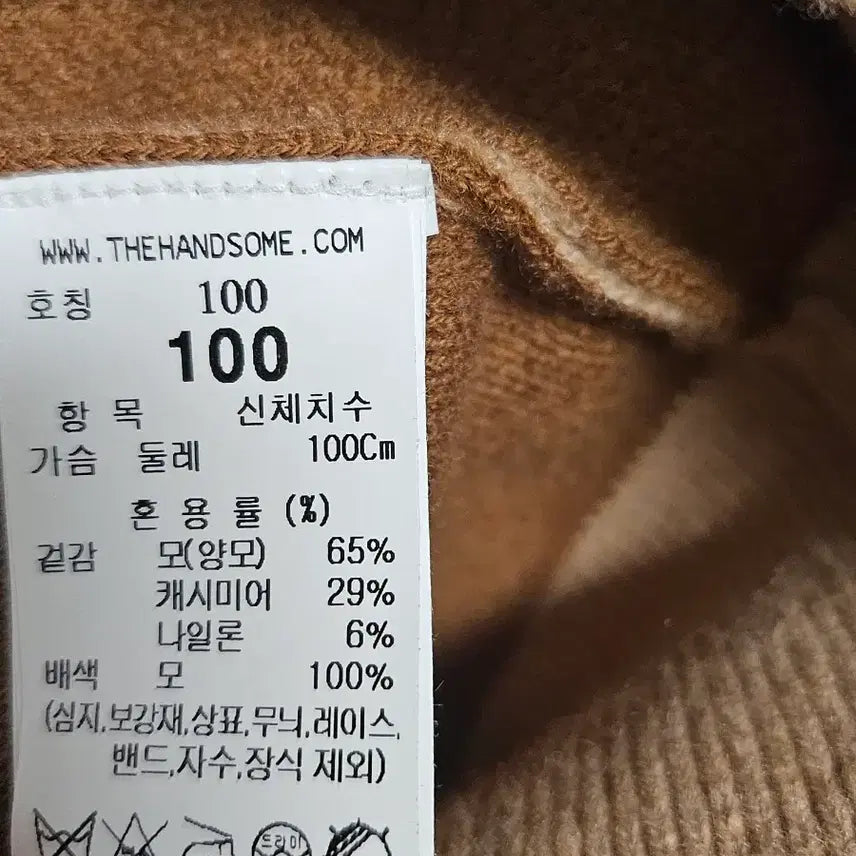 WWW.THEHANDSOME.COM
호칭 100
100
항 목 신체치수
가슴 둘레 100Cm
혼 용 률 (%)
겉감 모(양모) 65%
캐시미어 29%
나일론 6%
배색 모 100%
(심지,보강재,상표,무늬,레이스,
밴드,자수,장식 제외)
드라이